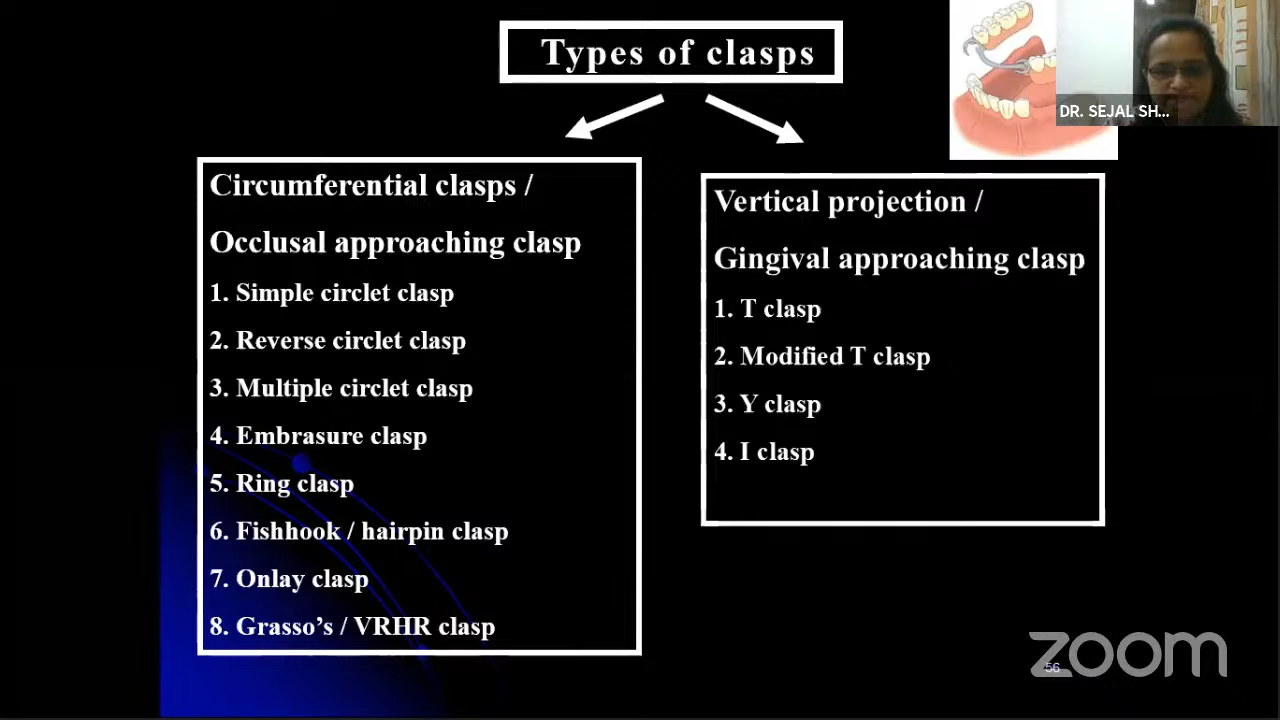 Types of clasps
DR. SEJAL SH...
Circumferential clasps /
Occlusal approaching clasp
1. Simple circlet clasp
2. Reverse circlet clasp
3. Multiple circlet clasp
4. Embrasure clasp
5. Ring clasp
6. Fishhook / hairpin clasp
7. Onlay clasp
8. Grasso’s / VRHR clasp
Vertical projection /
Gingival approaching clasp
1. T clasp
2. Modified T clasp
3. Y clasp
4. I clasp
zoom
56